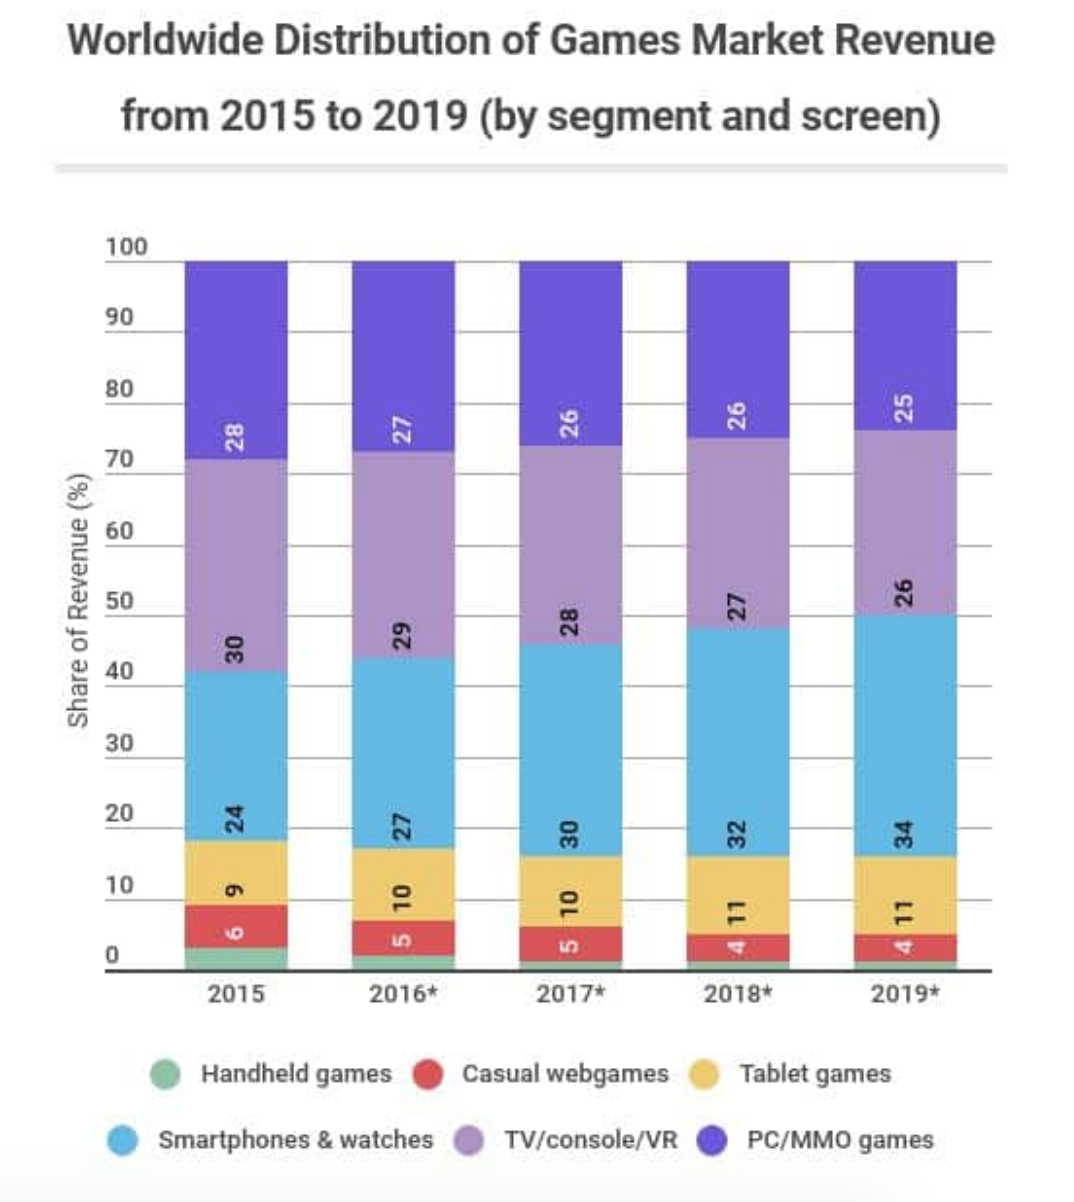 Worldwide Distribution of Games Market Revenue
from 2015 to 2019 (by segment and screen)
Share of Revenue (%)
100
90
80
70
60
50
40
30
20
10
0
28 27 26 26 25
30 29 28 27 26
24 27 30 32 34
9 10 10 11 11
6 5 5 4 4
2015 2016* 2017* 2018* 2019*
Handheld games Casual webgames Tablet games
Smartphones & watches TV/console/VR PC/MMO games